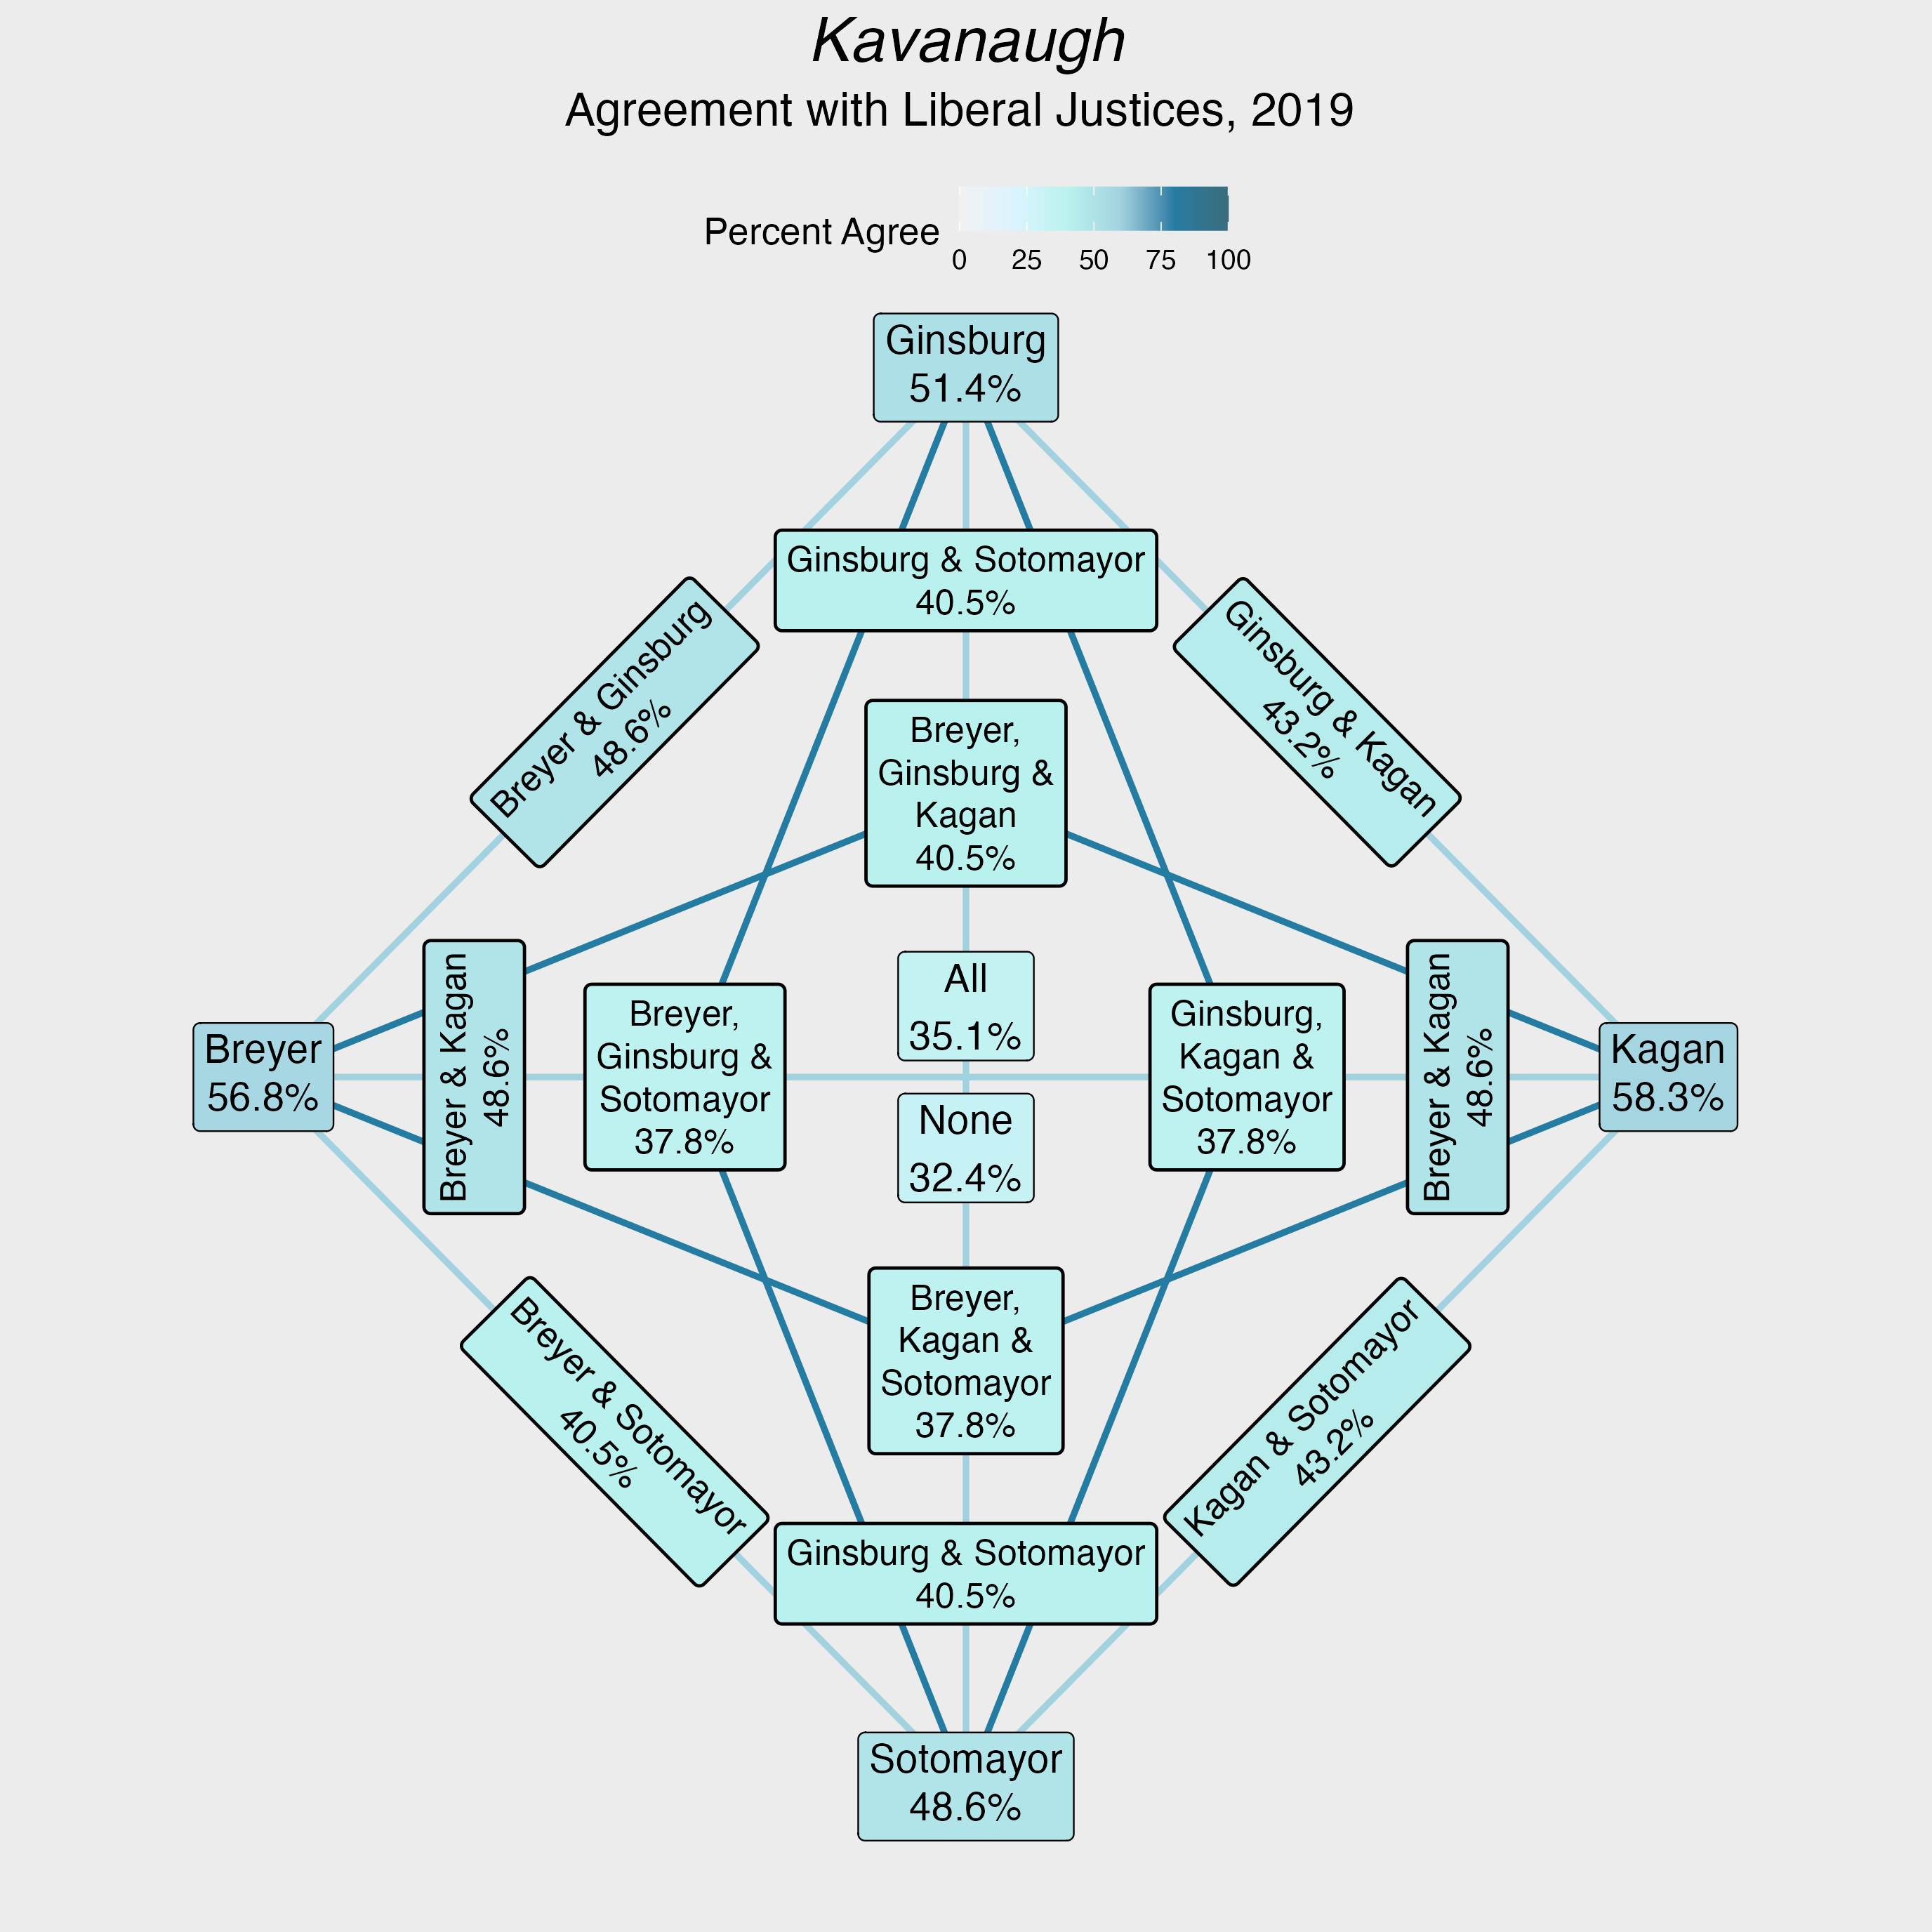 Kavanaugh
Agreement with Liberal Justices, 2019
Percent Agree
0 25 50 75 100
Ginsburg
51.4%
Ginsburg & Sotomayor
40.5%
Breyer & Ginsburg
48.6%
Ginsburg & Kagan
43.2%
Breyer,
Ginsburg &
Kagan
40.5%
Breyer
56.8%
Breyer & Kagan
48.6%
Breyer,
Ginsburg &
Sotomayor
37.8%
All
35.1%
None
32.4%
Ginsburg,
Kagan &
Sotomayor
37.8%
Breyer & Kagan
48.6%
Kagan
58.3%
Breyer,
Kagan &
Sotomayor
37.8%
Breyer & Sotomayor
40.5%
Kagan & Sotomayor
43.2%
Ginsburg & Sotomayor
40.5%
Sotomayor
48.6%